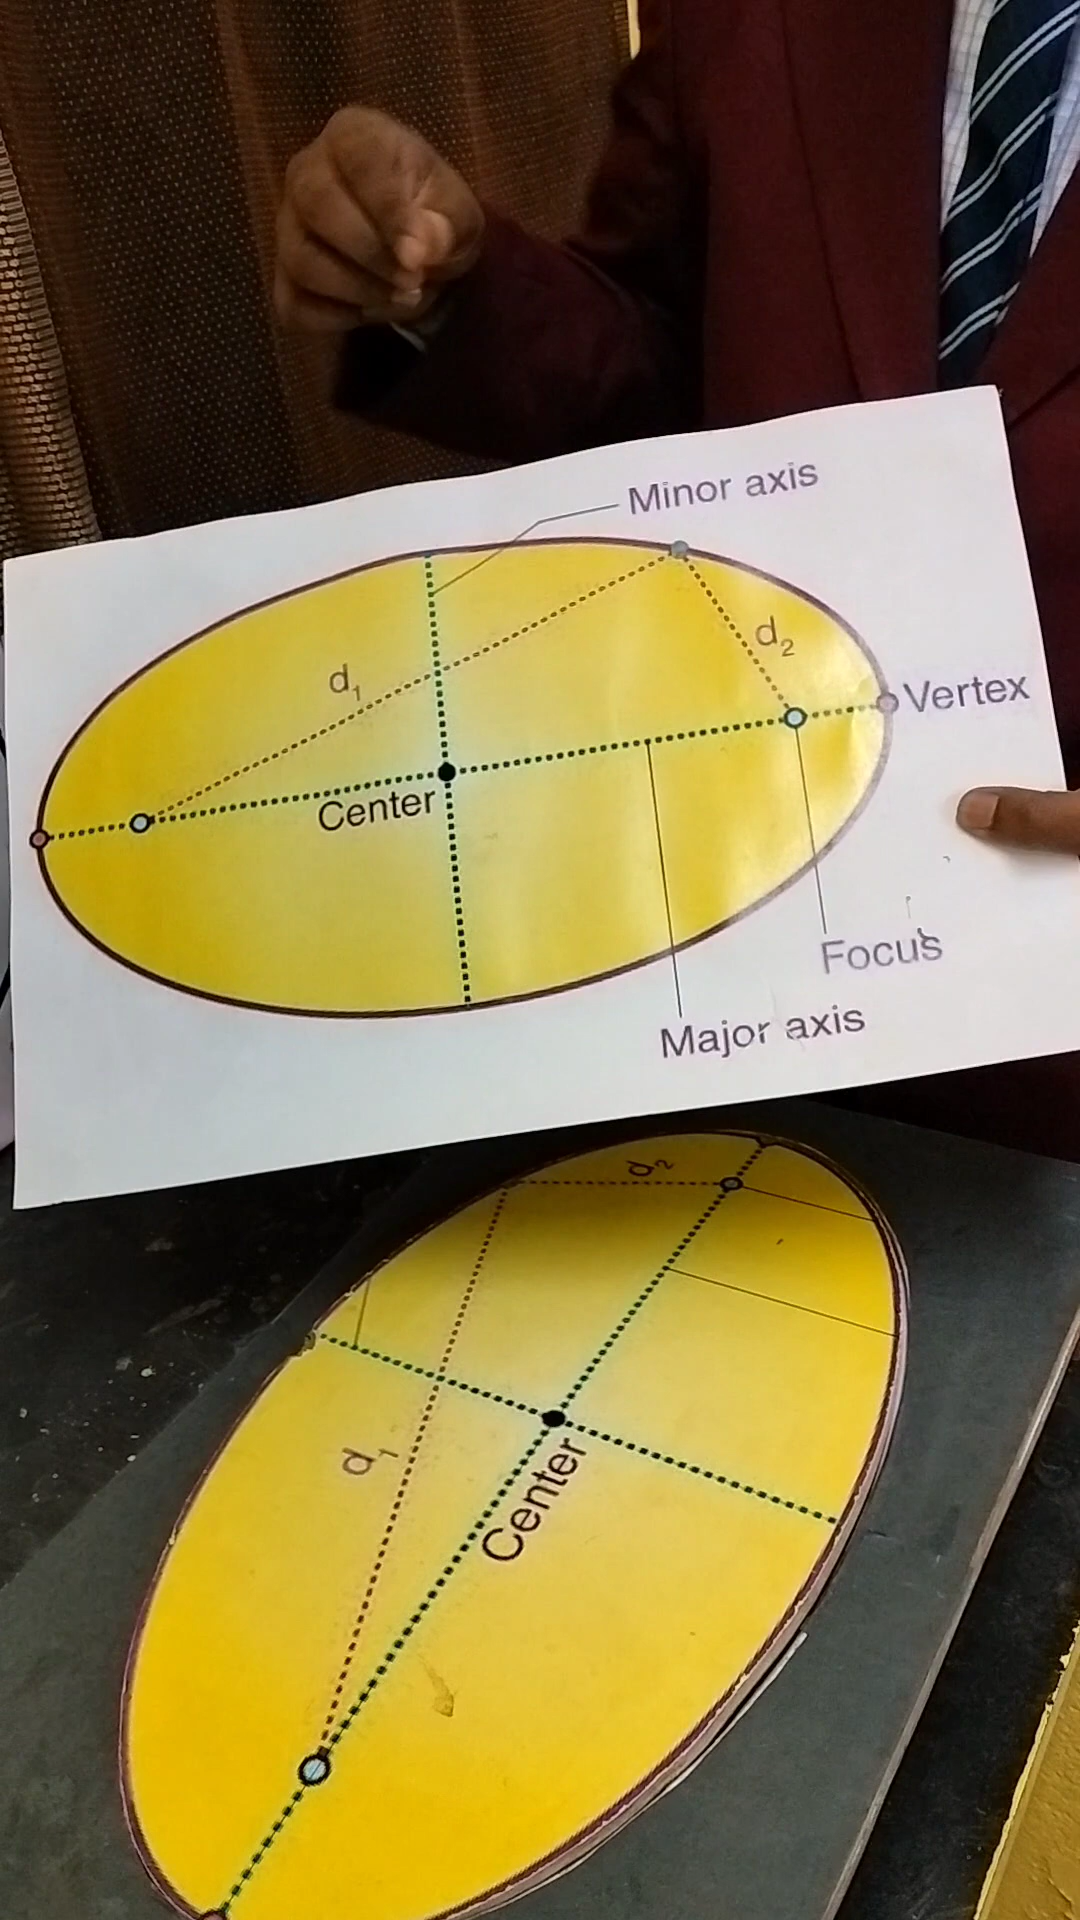 Minor axis
d₁
d₂
Vertex
Center
Focus
Major axis
d₂
d₁
Center